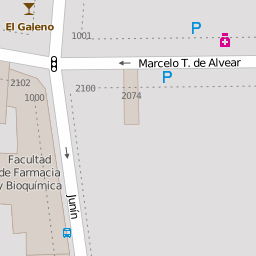 El Galeno
1001
P
Marcelo T. de Alvear
P
2102
1000
2100
2074
Facultad
de Farmacia
y Bioquímica
Junín